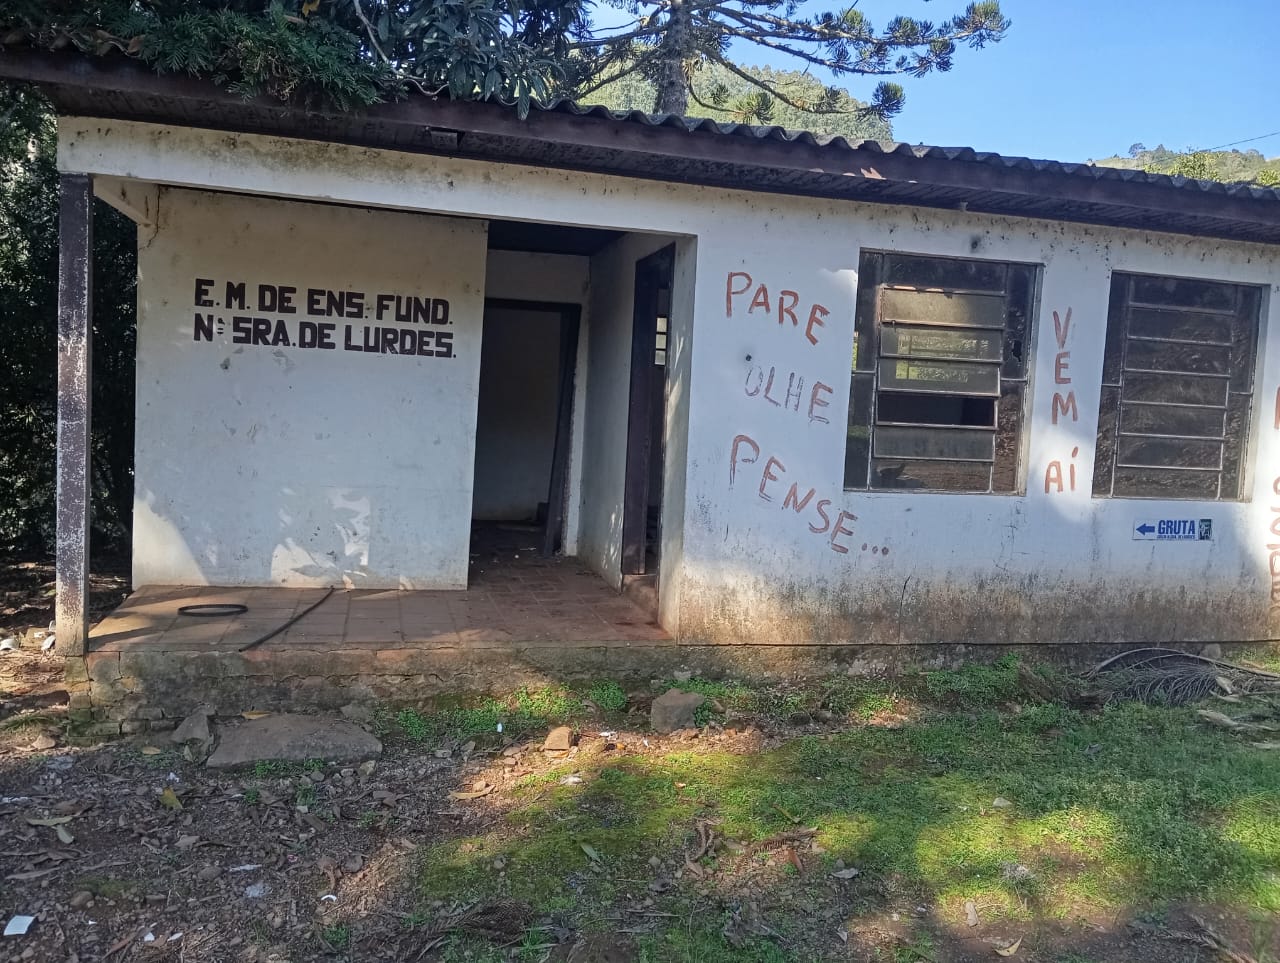 E. M. DE ENS. FUND.
Nª SRA. DE LURDES.
PARE
OLHE
PENSE...
VEM
AÍ
GRUTA